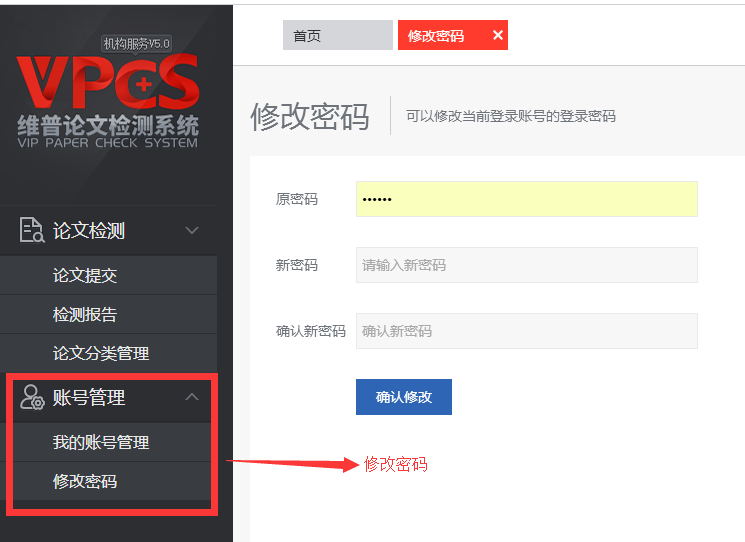 机构服务V5.0
VPCS
维普论文检测系统
VIP PAPER CHECK SYSTEM
论文检测
论文提交
检测报告
论文分类管理
账号管理
我的账号管理
修改密码
首页
修改密码 ×
修改密码
可以修改当前登录账号的登录密码
原密码 ••••••
新密码 请输入新密码
确认新密码 确认新密码
确认修改
修改密码